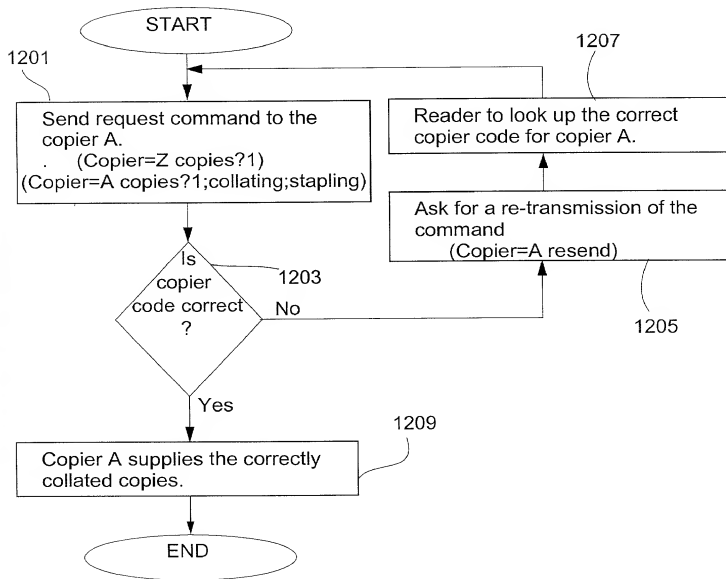 START
1201
Send request command to the
copier A.
. (Copier=Z copies?1)
(Copier=A copies?1;collating;stapling)
1207
Reader to look up the correct
copier code for copier A.
Ask for a re-transmission of the
command
(Copier=A resend)
1205
Is
copier
code correct
?
1203
No
Yes
1209
Copier A supplies the correctly
collated copies.
END